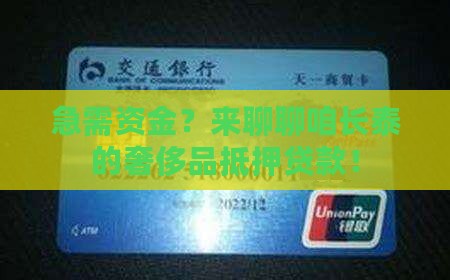 交通银行
BANK OF COMMUNICATIONS
天一商贸卡
急需资金？来聊聊咱长泰
的奢侈品抵押贷款！
2022/12
ATM
UnionPay
银联